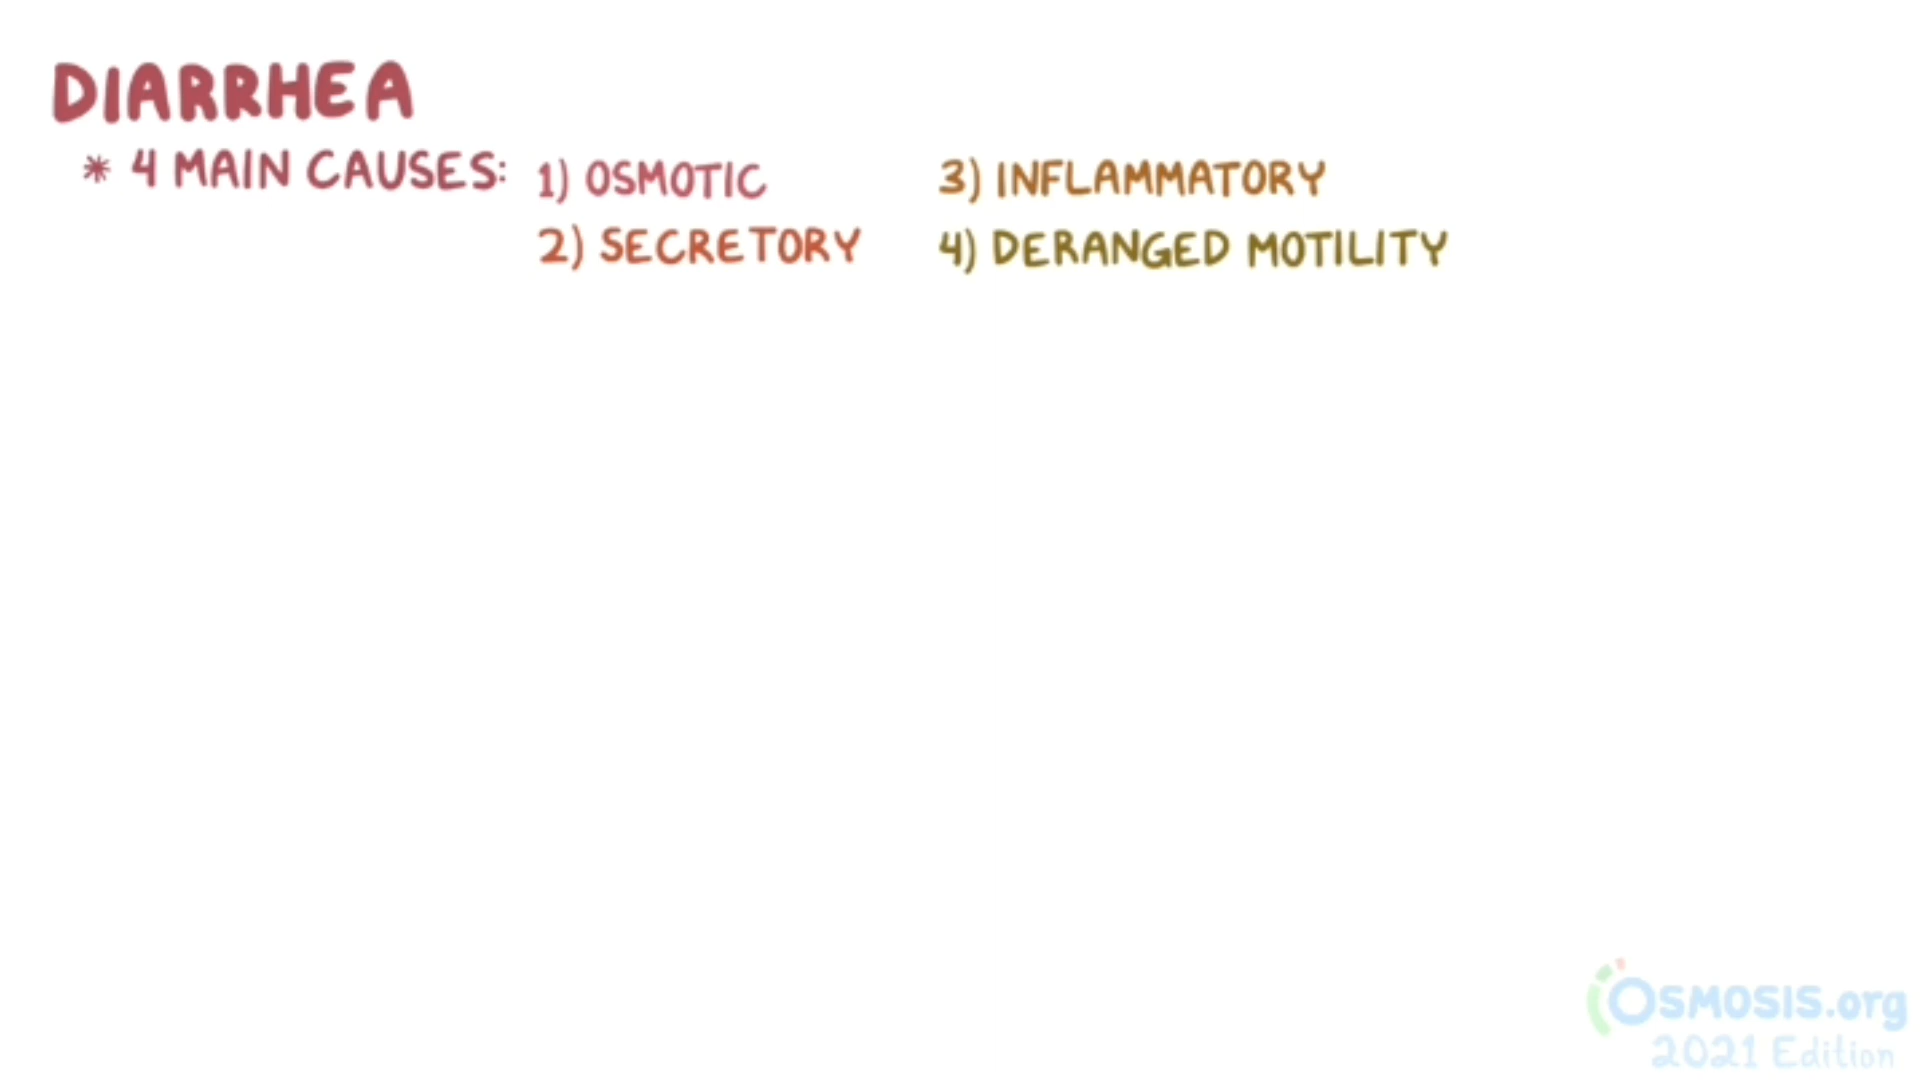 DIARRHEA
* 4 MAIN CAUSES:
1) OSMOTIC
2) SECRETORY
3) INFLAMMATORY
4) DERANGED MOTILITY
OSMOSIS.org
2021 Edition